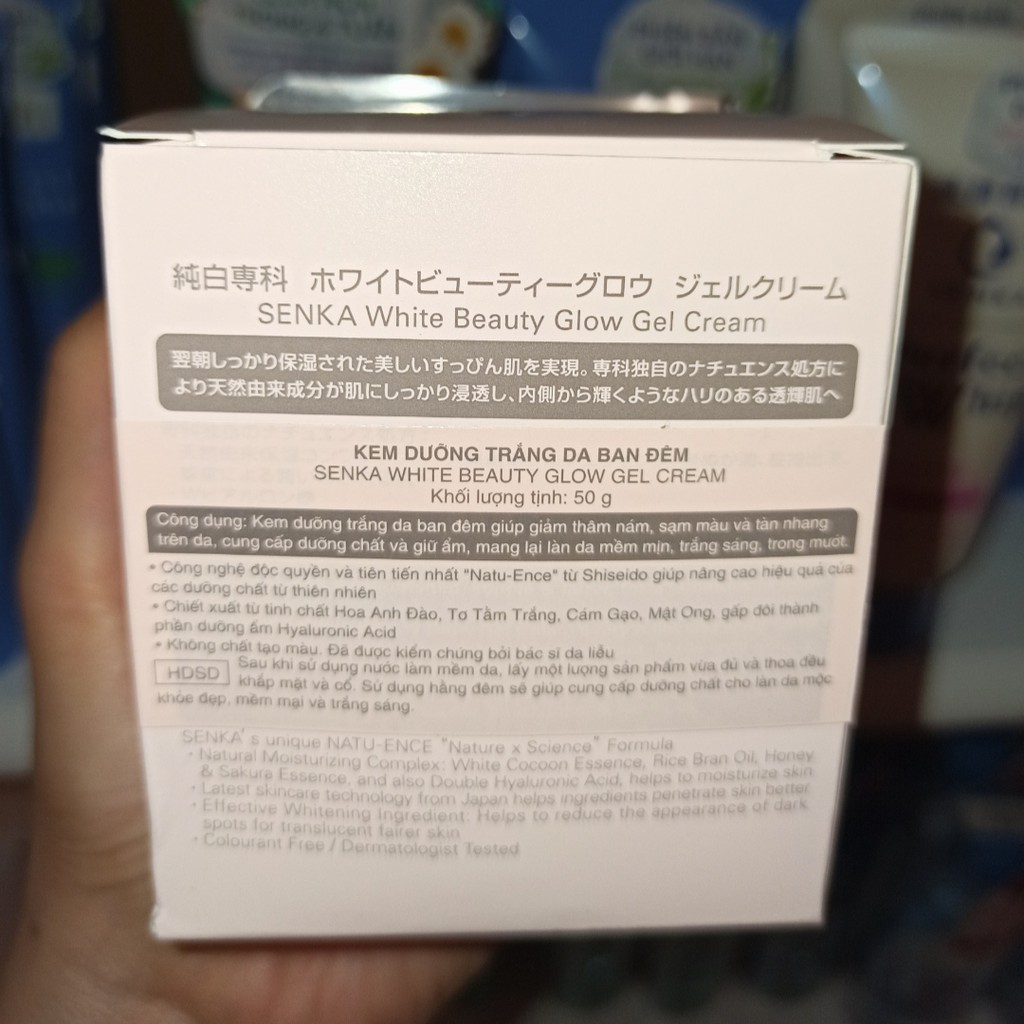 純白専科 ホワイトビューティーグロウ ジェルクリーム
SENKA White Beauty Glow Gel Cream
翌朝しっかり保湿された美しいすっぴん肌を実現。専科独自のナチュエンス処方に
より天然由来成分が肌にしっかり浸透し、内側から輝くようなハリのある透輝肌へ
KEM DƯỠNG TRẮNG DA BAN ĐÊM
SENKA WHITE BEAUTY GLOW GEL CREAM
Khối lượng tịnh: 50 g
Công dụng: Kem dưỡng trắng da ban đêm giúp giảm thâm nám, sạm màu và tàn nhang
trên da, cung cấp dưỡng chất và giữ ẩm, mang lại làn da mềm mịn, trắng sáng, trong mướt.
• Công nghệ độc quyền và tiên tiến nhất "Natu-Ence" từ Shiseido giúp nâng cao hiệu quả của
các dưỡng chất từ thiên nhiên
• Chiết xuất từ tinh chất Hoa Anh Đào, Tơ Tằm Trắng, Cám Gạo, Mật Ong, gấp đôi thành
phần dưỡng ẩm Hyaluronic Acid
• Không chất tạo màu. Đã được kiểm chứng bởi bác sĩ da liễu
HDSD Sau khi sử dụng nước làm mềm da, lấy một lượng sản phẩm vừa đủ và thoa đều
khắp mặt và cổ. Sử dụng hằng đêm sẽ giúp cung cấp dưỡng chất cho làn da mộc
khỏe đẹp, mềm mại và trắng sáng.
SENKA's unique NATU-ENCE "Nature x Science" Formula
• Natural Moisturizing Complex: White Cocoon Essence, Rice Bran Oil, Honey
& Sakura Essence, and also Double Hyaluronic Acid, helps to moisturize skin
• Latest skincare technology from Japan helps ingredients penetrate skin better
• Effective Whitening Ingredient: Helps to reduce the appearance of dark
spots for translucent fairer skin
• Colourant Free / Dermatologist Tested